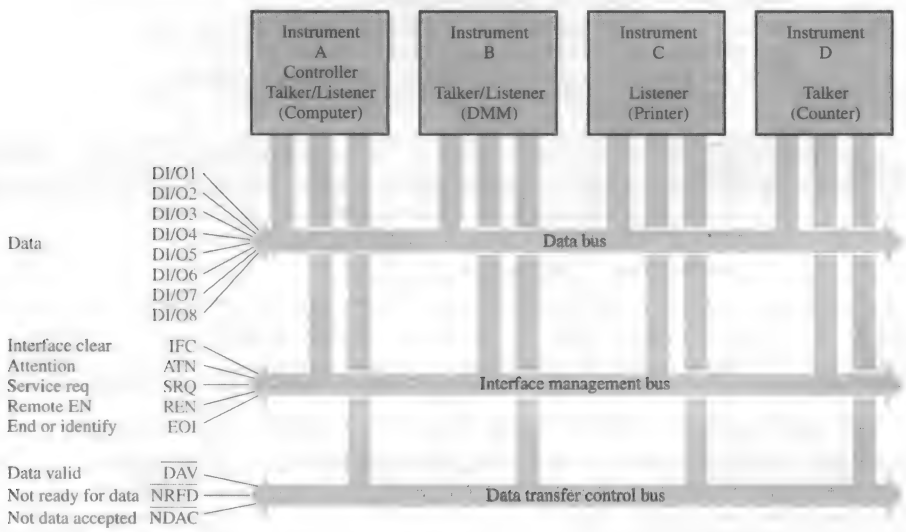 Instrument
A
Controller
Talker/Listener
(Computer)
Instrument
B
Talker/Listener
(DMM)
Instrument
C
Listener
(Printer)
Instrument
D
Talker
(Counter)
Data
DI/O1
DI/O2
DI/O3
DI/O4
DI/O5
DI/O6
DI/O7
DI/O8
Data bus
Interface clear IFC
Attention ATN
Service req SRQ
Remote EN REN
End or identify EOI
Interface management bus
Data valid D̅A̅V̅
Not ready for data N̅R̅F̅D̅
Not data accepted N̅D̅A̅C̅
Data transfer control bus